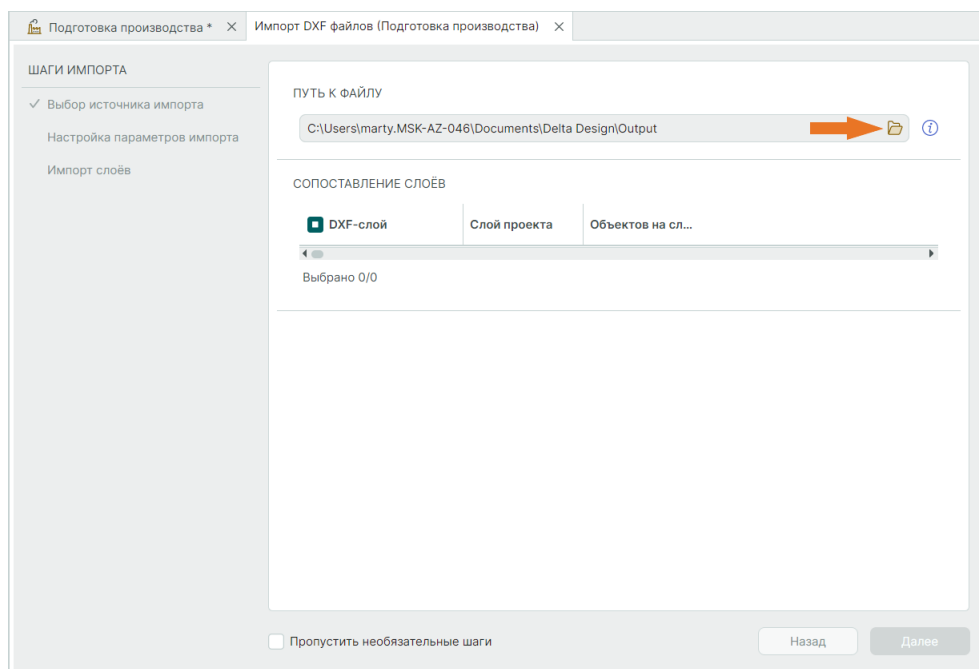 Подготовка производства *
Импорт DXF файлов (Подготовка производства)
ШАГИ ИМПОРТА
Выбор источника импорта
Настройка параметров импорта
Импорт слоёв
ПУТЬ К ФАЙЛУ
C:\Users\marty.MSK-AZ-046\Documents\Delta Design\Output
СОПОСТАВЛЕНИЕ СЛОЁВ
DXF-слой Слой проекта Объектов на сл...
Выбрано 0/0
Пропустить необязательные шаги
Назад
Далее